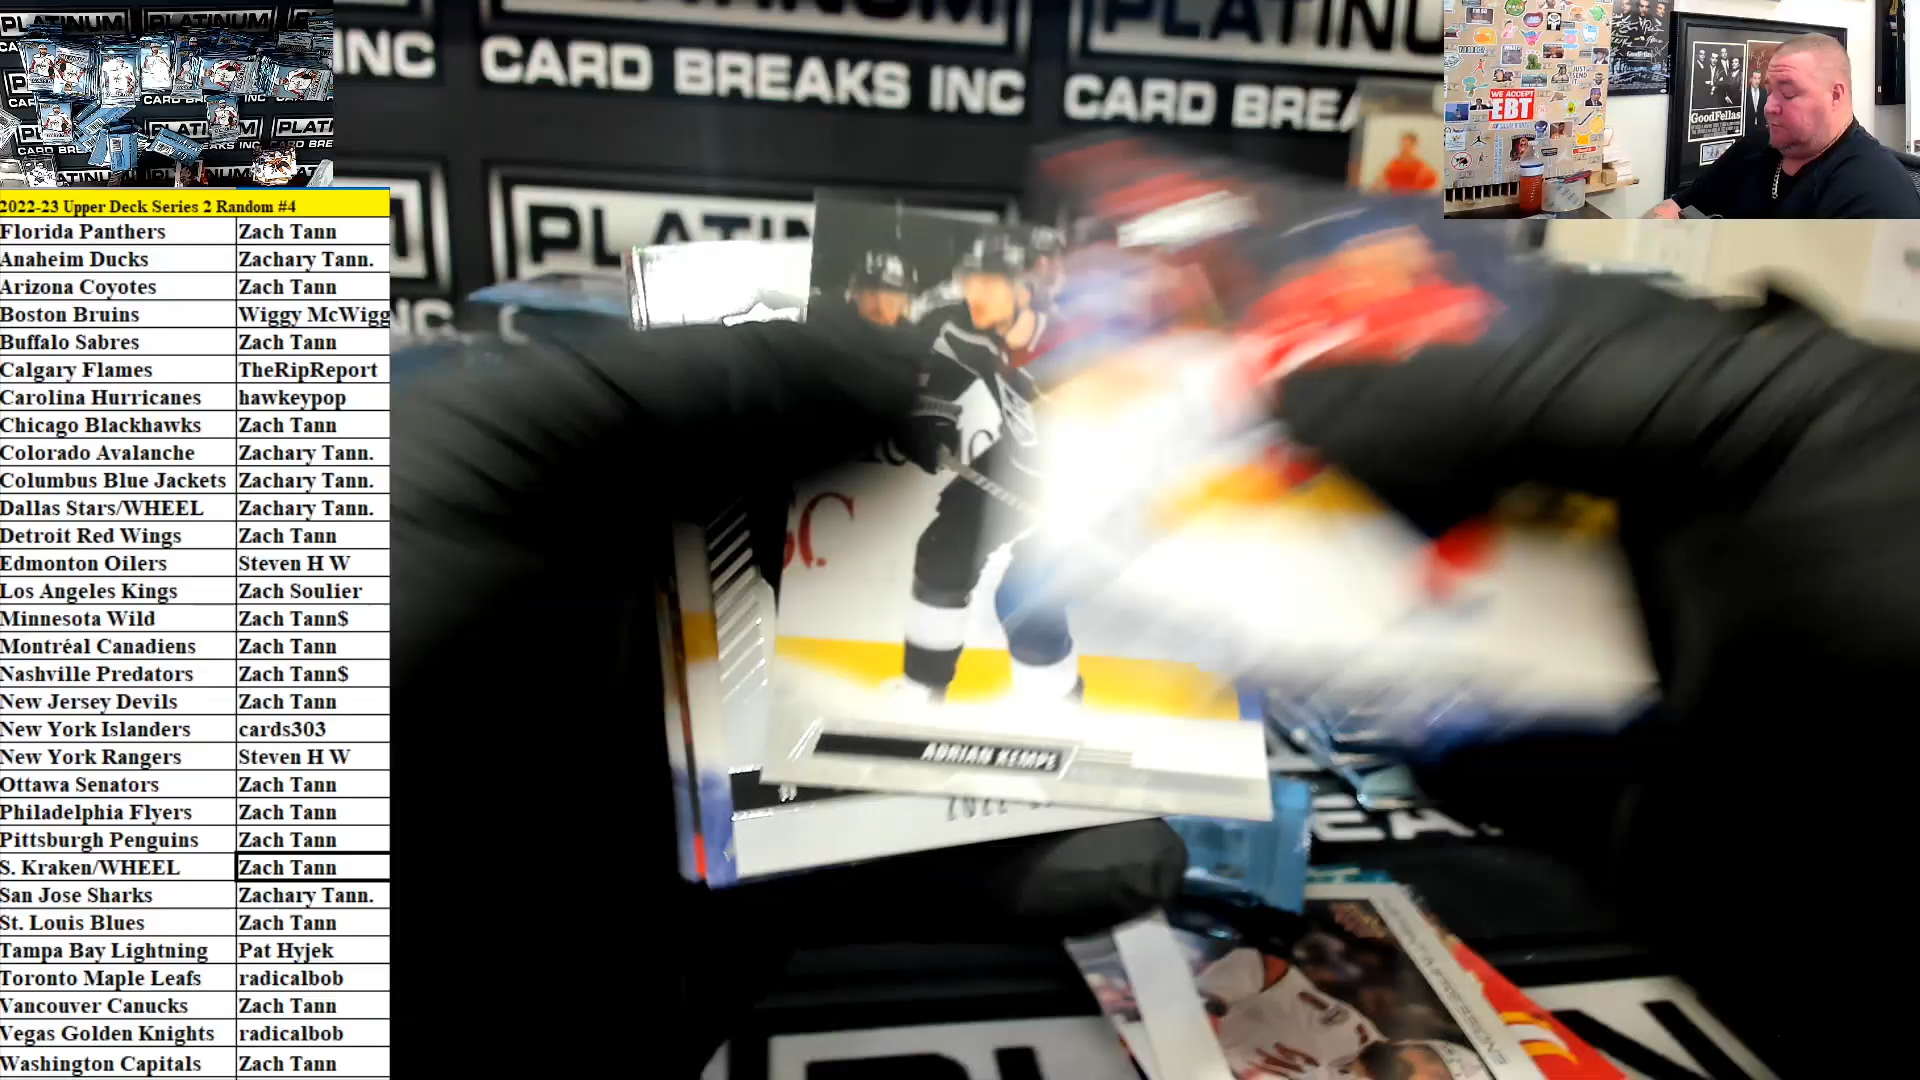 PLATINUM PLATINUM
CARD BREAKS INC
CARD BREA
INC
PLATINUM
2022-23 Upper Deck Series 2 Random #4
Florida Panthers Zach Tann
Anaheim Ducks Zachary Tann.
Arizona Coyotes Zach Tann
Boston Bruins Wiggy McWigg
Buffalo Sabres Zach Tann
Calgary Flames TheRipReport
Carolina Hurricanes hawkeypop
Chicago Blackhawks Zach Tann
Colorado Avalanche Zachary Tann.
Columbus Blue Jackets Zachary Tann.
Dallas Stars/WHEEL Zachary Tann.
Detroit Red Wings Zach Tann
Edmonton Oilers Steven H W
Los Angeles Kings Zach Soulier
Minnesota Wild Zach Tann$
Montréal Canadiens Zach Tann
Nashville Predators Zach Tann$
New Jersey Devils Zach Tann
New York Islanders cards303
New York Rangers Steven H W
Ottawa Senators Zach Tann
Philadelphia Flyers Zach Tann
Pittsburgh Penguins Zach Tann
S. Kraken/WHEEL Zach Tann
San Jose Sharks Zachary Tann.
St. Louis Blues Zach Tann
Tampa Bay Lightning Pat Hyjek
Toronto Maple Leafs radicalbob
Vancouver Canucks Zach Tann
Vegas Golden Knights radicalbob
Washington Capitals Zach Tann
ADRIAN KEMPE
WE ACCEPT
EBT
GoodFellas